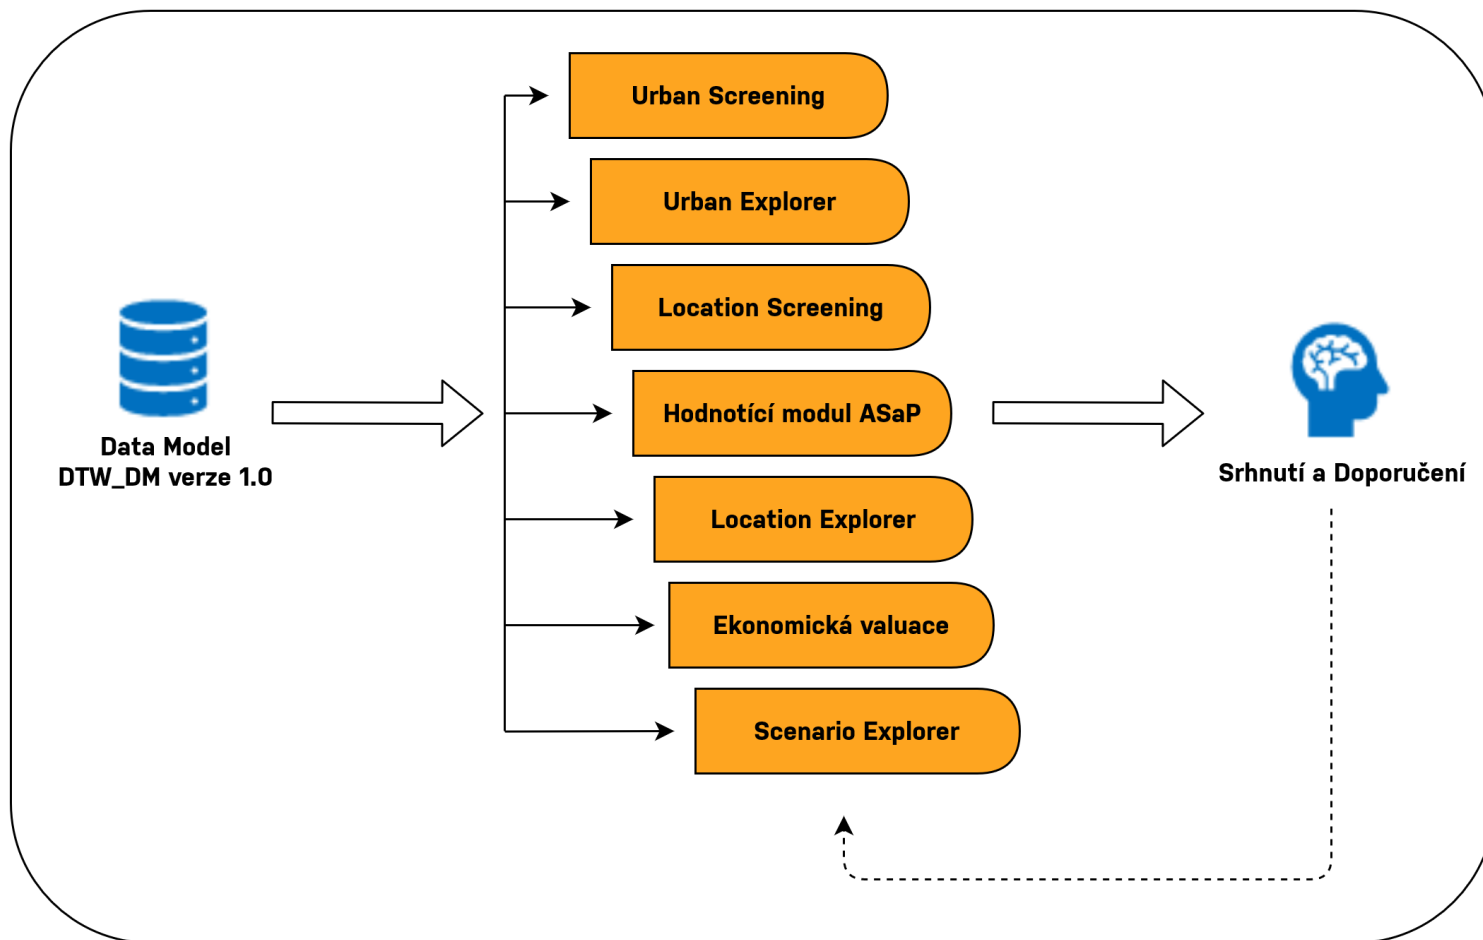 Urban Screening
Urban Explorer
Location Screening
Hodnotící modul ASaP
Location Explorer
Ekonomická valuace
Scenario Explorer
Data Model
DTW_DM verze 1.0
Srhnutí a Doporučení